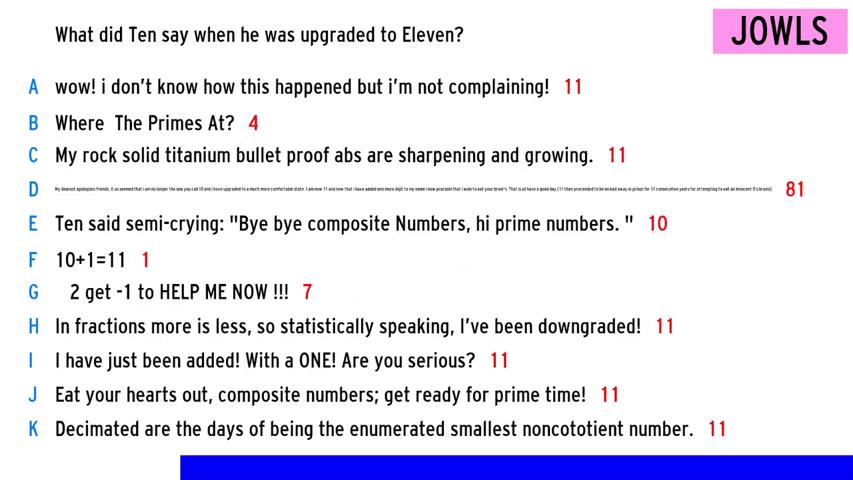 What did Ten say when he was upgraded to Eleven?
JOWLS
A wow! i don't know how this happened but i'm not complaining! 11
B Where The Primes At? 4
C My rock solid titanium bullet proof abs are sharpening and growing. 11
D My dearest apologies friends, it as seemed that i am no longer the one you call 10 and i have upgraded to a much more comfortable state. I am now 11 and now that i have added one more digit to my name i now proclaim that i wish to eat your brain's. That is all have a good day. (11 then proceeded to be locked away in prison for 11 consecutive years for attempting to eat an innocent 0's brains) 81
E Ten said semi-crying: "Bye bye composite Numbers, hi prime numbers. " 10
F 10+1=11 1
G 2 get -1 to HELP ME NOW !!! 7
H In fractions more is less, so statistically speaking, I've been downgraded! 11
I I have just been added! With a ONE! Are you serious? 11
J Eat your hearts out, composite numbers; get ready for prime time! 11
K Decimated are the days of being the enumerated smallest noncototient number. 11